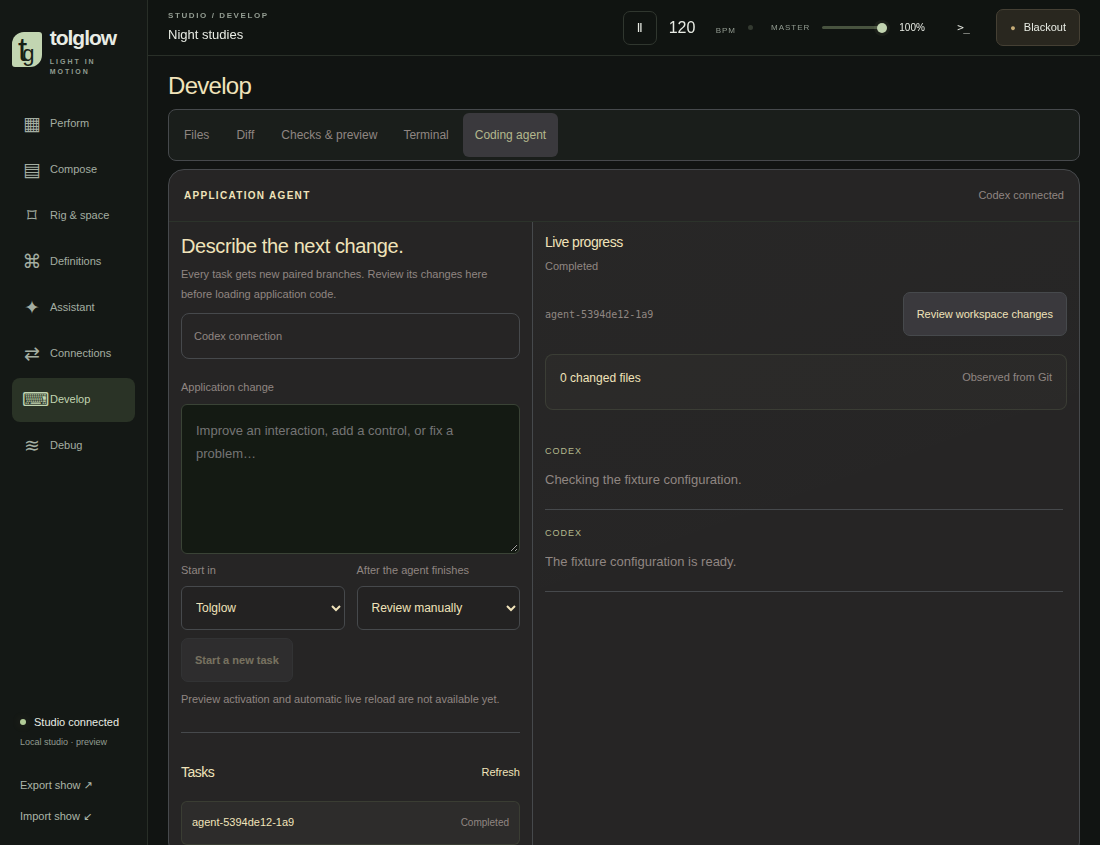 tg
tolglow
LIGHT IN
MOTION
Perform
Compose
Rig & space
Definitions
Assistant
Connections
Develop
Debug
Studio connected
Local studio · preview
Export show ↗
Import show ↙
STUDIO / DEVELOP
Night studies
120 BPM
MASTER 100%
>_
Blackout
Develop
Files Diff Checks & preview Terminal Coding agent
APPLICATION AGENT
Codex connected
Describe the next change.
Every task gets new paired branches. Review its changes here
before loading application code.
Codex connection
Application change
Improve an interaction, add a control, or fix a
problem…
Start in
After the agent finishes
Tolglow
Review manually
Start a new task
Preview activation and automatic live reload are not available yet.
Tasks
Refresh
agent-5394de12-1a9
Completed
Live progress
Completed
agent-5394de12-1a9
Review workspace changes
0 changed files
Observed from Git
CODEX
Checking the fixture configuration.
CODEX
The fixture configuration is ready.